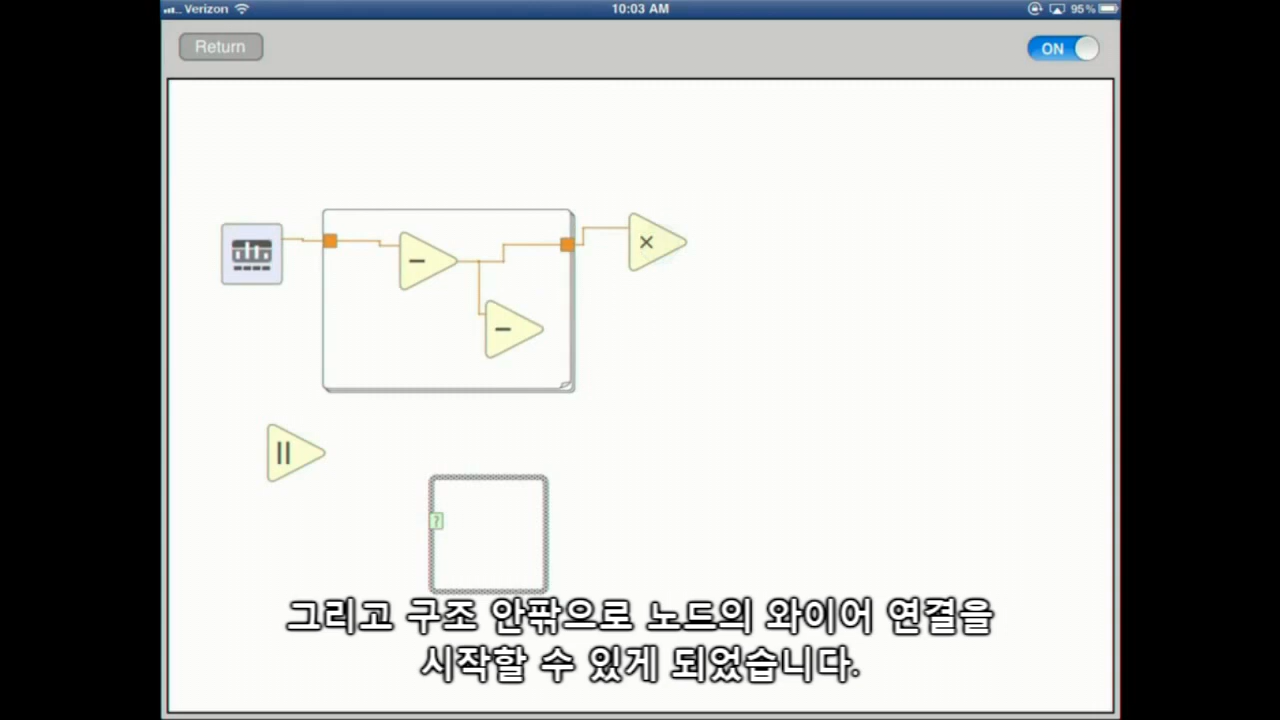 Verizon 10:03 AM 95%
Return ON
?
그리고 구조 안팎으로 노드의 와이어 연결을
시작할 수 있게 되었습니다.